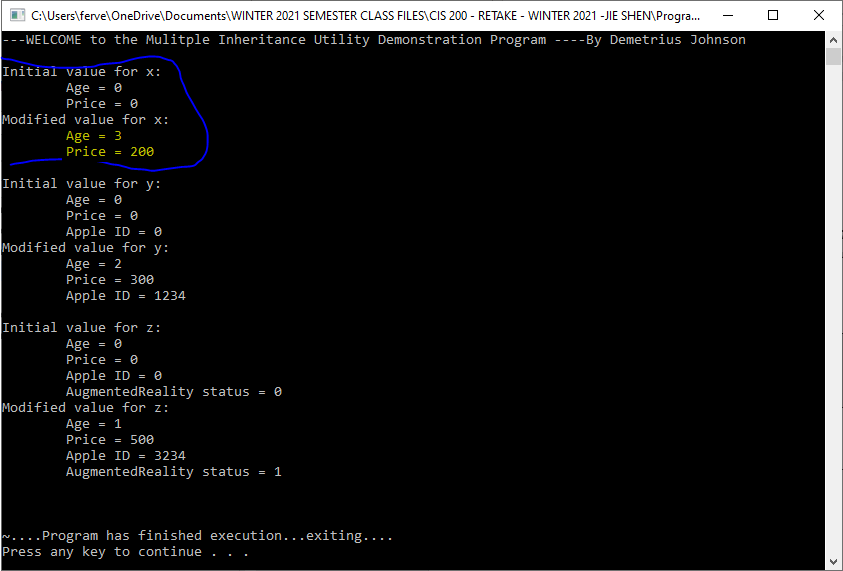 C:\Users\ferve\OneDrive\Documents\WINTER 2021 SEMESTER CLASS FILES\CIS 200 - RETAKE - WINTER 2021 -JIE SHEN\Progra...
---WELCOME to the Mulitple Inheritance Utility Demonstration Program ----By Demetrius Johnson
Initial value for x:
Age = 0
Price = 0
Modified value for x:
Age = 3
Price = 200
Initial value for y:
Age = 0
Price = 0
Apple ID = 0
Modified value for y:
Age = 2
Price = 300
Apple ID = 1234
Initial value for z:
Age = 0
Price = 0
Apple ID = 0
AugmentedReality status = 0
Modified value for z:
Age = 1
Price = 500
Apple ID = 3234
AugmentedReality status = 1
~....Program has finished execution...exiting....
Press any key to continue . . .